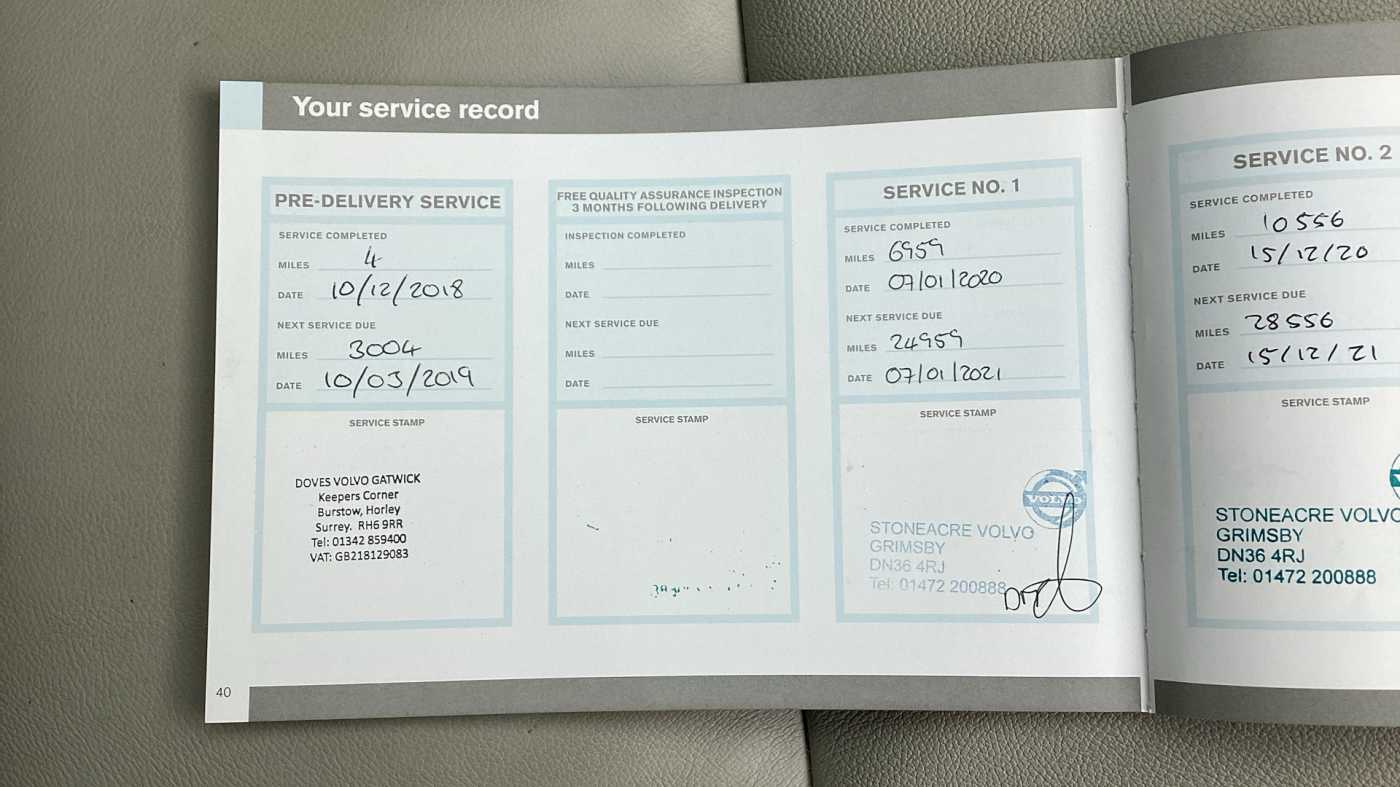 Your service record
PRE-DELIVERY SERVICE
SERVICE COMPLETED
MILES 4
DATE 10/12/2018
NEXT SERVICE DUE
MILES 3004
DATE 10/03/2019
SERVICE STAMP
DOVES VOLVO GATWICK
Keepers Corner
Burstow, Horley
Surrey. RH6 9RR
Tel: 01342 859400
VAT: GB218129083
FREE QUALITY ASSURANCE INSPECTION
3 MONTHS FOLLOWING DELIVERY
INSPECTION COMPLETED
MILES
DATE
NEXT SERVICE DUE
MILES
DATE
SERVICE STAMP
SERVICE NO. 1
SERVICE COMPLETED
MILES 6959
DATE 07/01/2020
NEXT SERVICE DUE
MILES 24959
DATE 07/01/2021
SERVICE STAMP
VOLVO
STONEACRE VOLVO
GRIMSBY
DN36 4RJ
Tel: 01472 200888
SERVICE NO. 2
SERVICE COMPLETED
MILES 10556
DATE 15/12/20
NEXT SERVICE DUE
MILES 28556
DATE 15/12/21
SERVICE STAMP
STONEACRE VOLVO
GRIMSBY
DN36 4RJ
Tel: 01472 200888
40